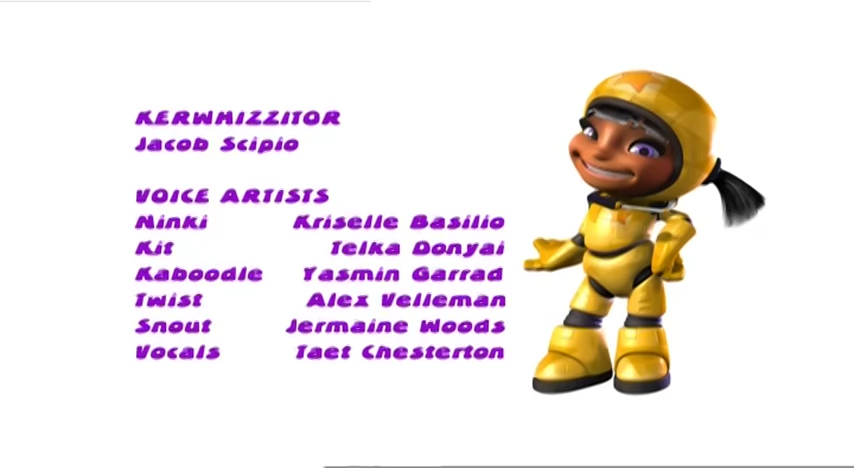 KERWHIZZITOR
Jacob Scipio
VOICE ARTISTS
Ninki Kriselle Basilio
Kit Telka Donyai
Kaboodle Yasmin Garrad
Twist Alex Velleman
Snout Jermaine Woods
Vocals Taet Chesterton